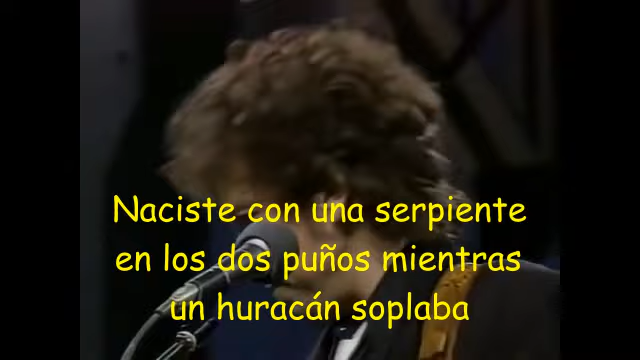 Naciste con una serpiente
en los dos puños mientras
un huracán soplaba